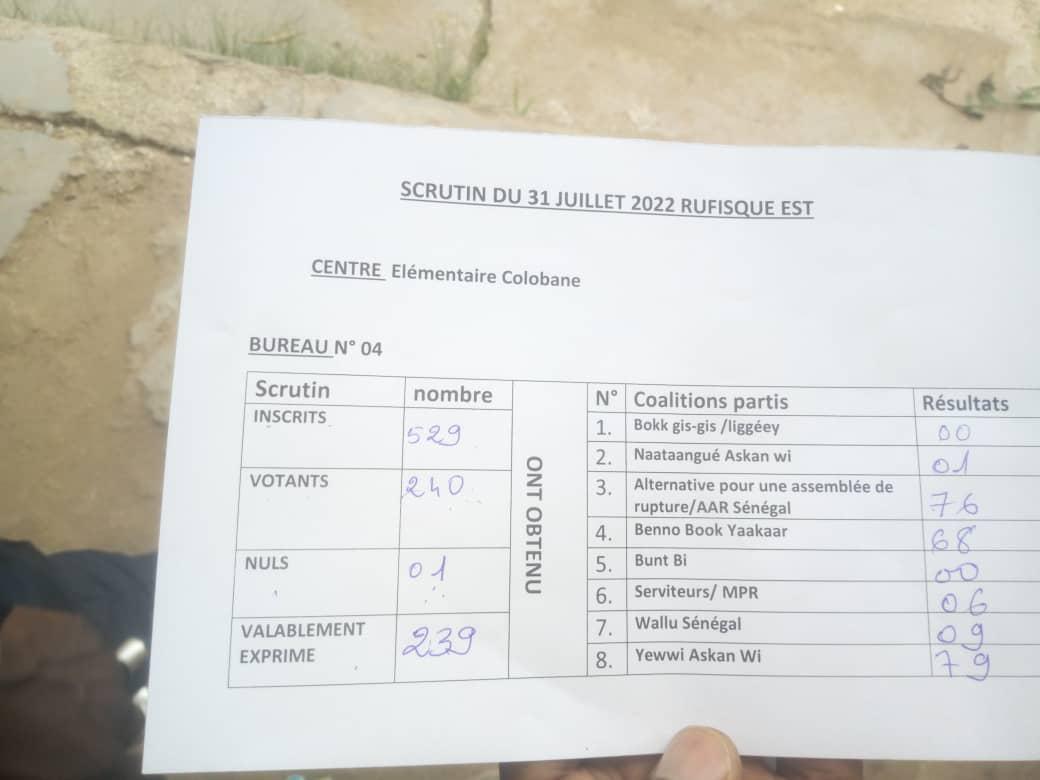 SCRUTIN DU 31 JUILLET 2022 RUFISQUE EST
CENTRE Elémentaire Colobane
BUREAU N° 04
Scrutin nombre
INSCRITS 529
VOTANTS 240
NULS 01
VALABLEMENT
EXPRIME 239
ONT OBTENU
N° Coalitions partis Résultats
1. Bokk gis-gis /liggéey 00
2. Naataangué Askan wi 01
3. Alternative pour une assemblée de
rupture/AAR Sénégal 76
4. Benno Book Yaakaar 68
5. Bunt Bi 00
6. Serviteurs/ MPR 06
7. Wallu Sénégal 09
8. Yewwi Askan Wi 79